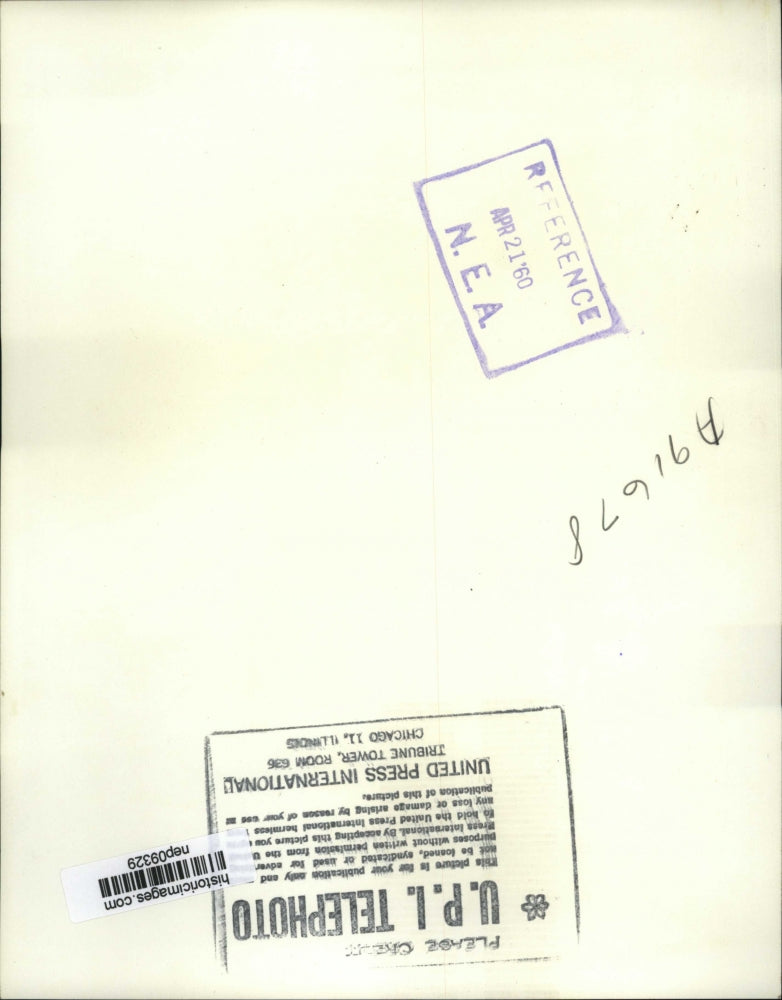 REFERENCE
APR 21 '60
N. E. A.
A91678
PLEASE CREDIT
U.P.I. TELEPHOTO
This picture is for your publication only and
not be loaned, syndicated or used for adver
purposes without written permission from the U
Press International. By accepting this picture you
to hold the United Press International harmless
any loss or damage arising by reason of your use
publication of this picture.
UNITED PRESS INTERNATIONAL
TRIBUNE TOWER, ROOM 636
CHICAGO 11, ILLINOIS
historicimages.com
nep09329